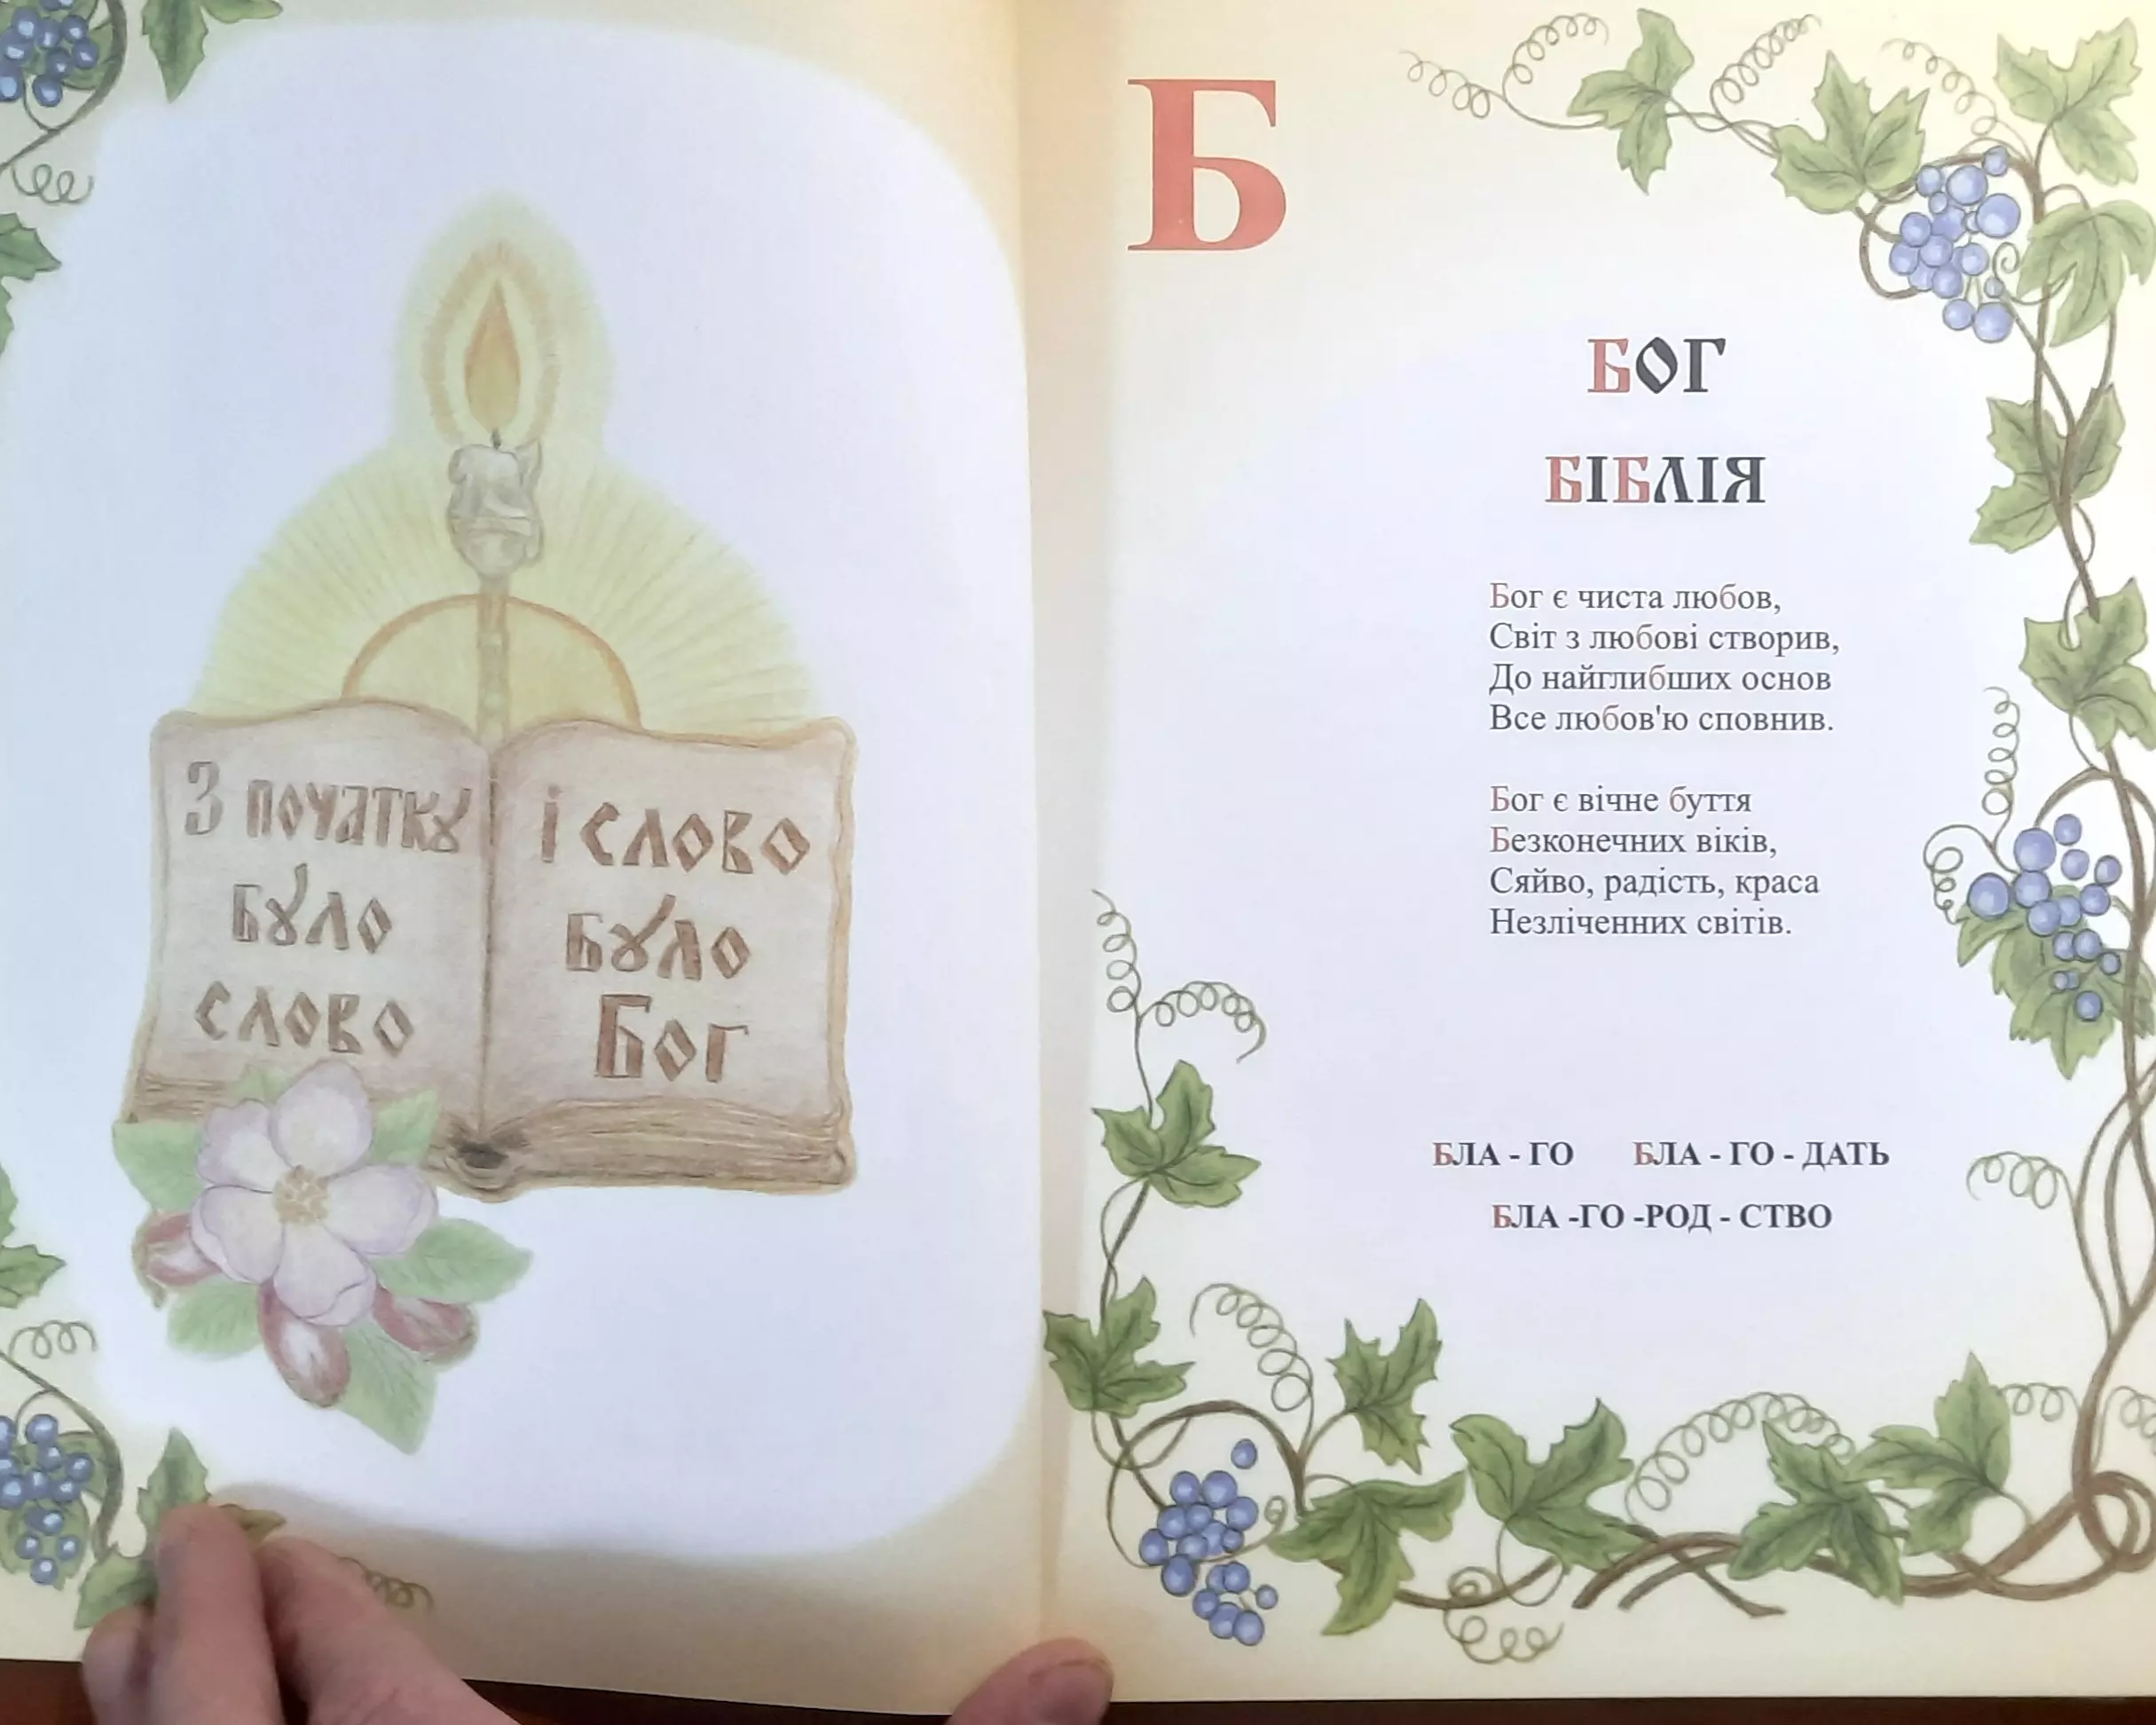 З початку
було
слово
і слово
було
Бог
Б
БОГ
БІБЛІЯ
Бог є чиста любов,
Світ з любові створив,
До найглибших основ
Все любов'ю сповнив.
Бог є вічне буття
Безконечних віків,
Сяйво, радість, краса
Незліченних світів.
БЛА - ГО БЛА - ГО - ДАТЬ
БЛА -ГО -РОД - СТВО